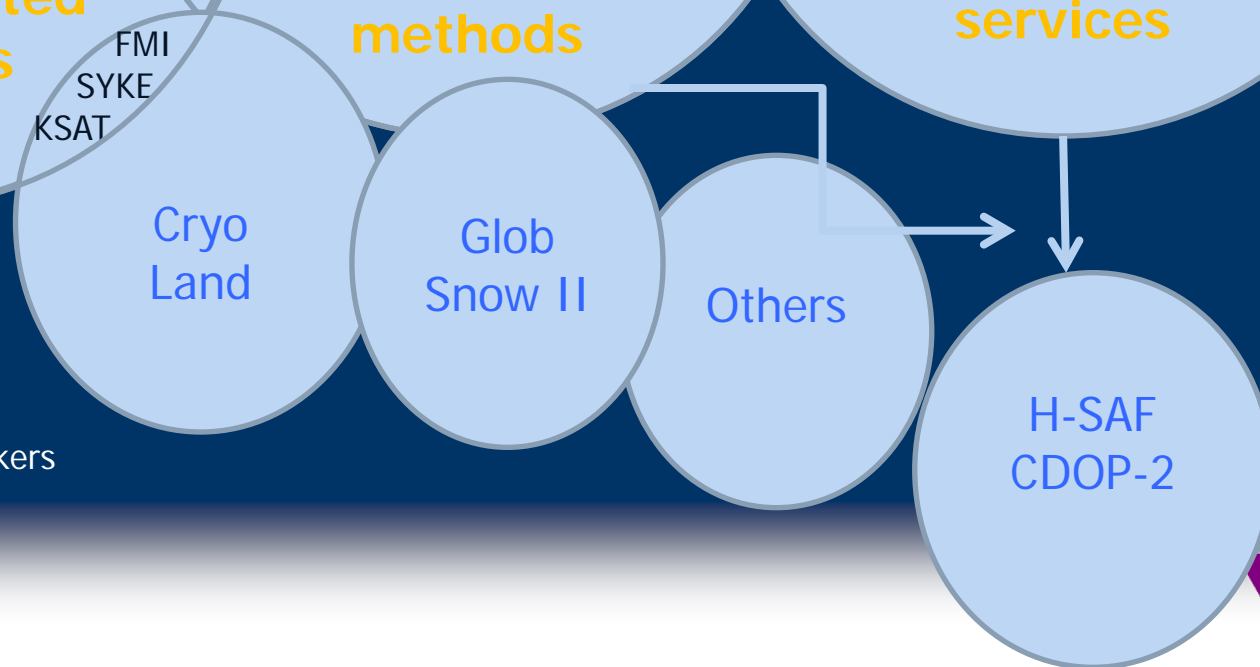 methods
services
FMI
SYKE
KSAT
Cryo
Land
Glob
Snow II
Others
H-SAF
CDOP-2